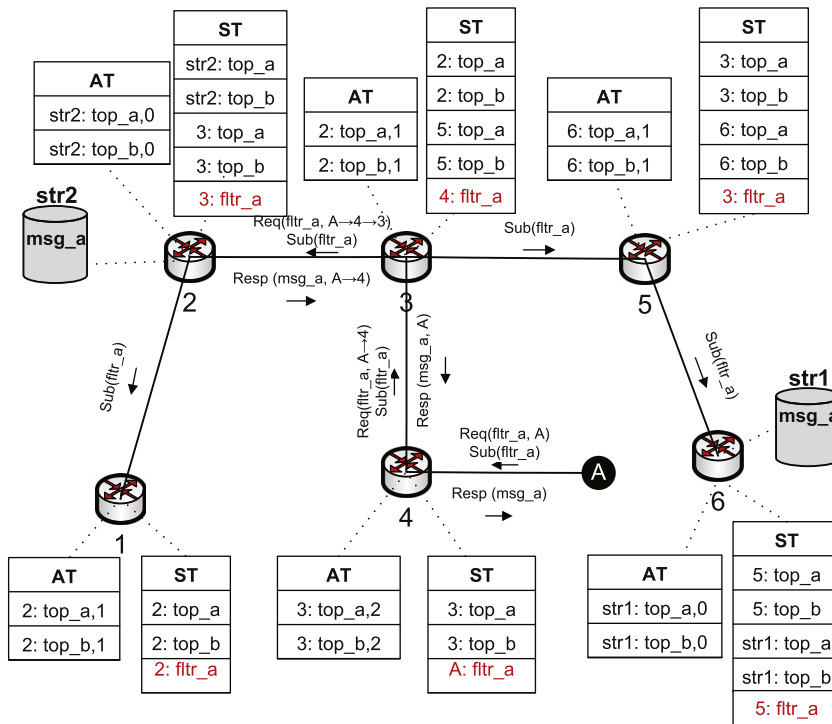 ST
str2: top_a
str2: top_b
3: top_a
3: top_b
3: fltr_a
AT
str2: top_a,0
str2: top_b,0
ST
2: top_a
2: top_b
5: top_a
5: top_b
4: fltr_a
AT
2: top_a,1
2: top_b,1
ST
3: top_a
3: top_b
6: top_a
6: top_b
3: fltr_a
AT
6: top_a,1
6: top_b,1
str2
msg_a
Req(fltr_a, A→4→3)
Sub(fltr_a)
Sub(fltr_a)
2
Resp (msg_a, A→4)
3
5
Sub(fltr_a)
Req(fltr_a, A→4)
Sub(fltr_a)
Resp (msg_a, A)
Sub(fltr_a)
str1
msg_a
Req(fltr_a, A)
Sub(fltr_a)
A
Resp (msg_a)
1
4
6
AT
2: top_a,1
2: top_b,1
ST
2: top_a
2: top_b
2: fltr_a
AT
3: top_a,2
3: top_b,2
ST
3: top_a
3: top_b
A: fltr_a
AT
str1: top_a,0
str1: top_b,0
ST
5: top_a
5: top_b
str1: top_a
str1: top_b
5: fltr_a